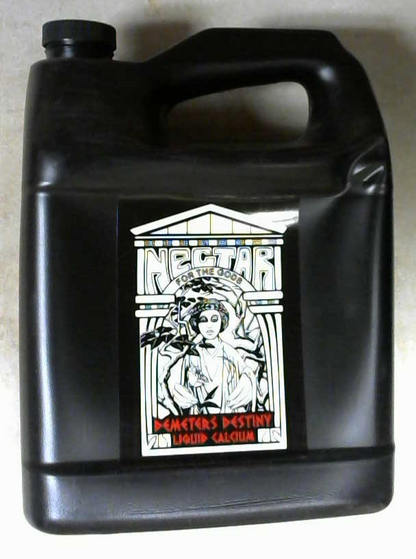 NECTAR
FOR THE GODS
DEMETERS DESTINY
LIQUID CALCIUM